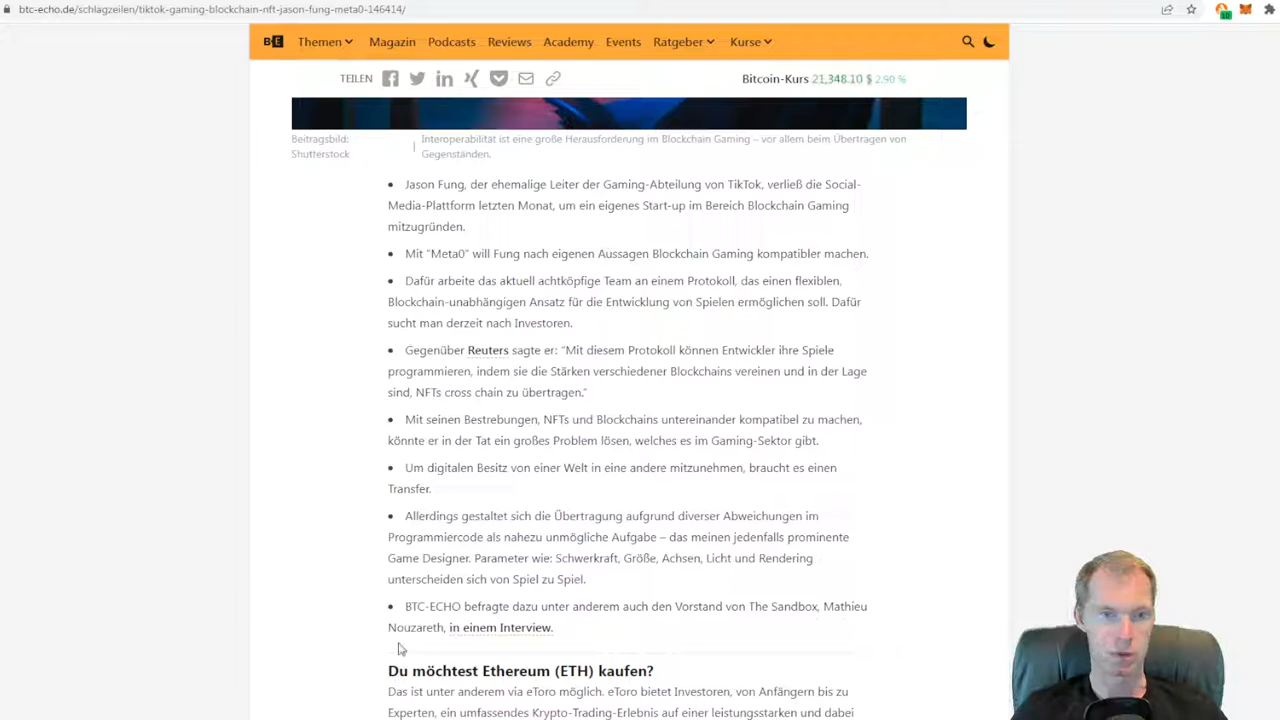 btc-echo.de/schlagzeilen/tiktok-gaming-blockchain-nft-jason-fung-meta0-146414/
10
BE Themen Magazin Podcasts Reviews Academy Events Ratgeber Kurse
TEILEN Bitcoin-Kurs 21,348.10 $ 2.90 %
Beitragsbild:
Shutterstock
Interoperabilität ist eine große Herausforderung im Blockchain Gaming – vor allem beim Übertragen von
Gegenständen.
• Jason Fung, der ehemalige Leiter der Gaming-Abteilung von TikTok, verließ die Social-
Media-Plattform letzten Monat, um ein eigenes Start-up im Bereich Blockchain Gaming
mitzugründen.
• Mit “Meta0” will Fung nach eigenen Aussagen Blockchain Gaming kompatibler machen.
• Dafür arbeite das aktuell achtköpfige Team an einem Protokoll, das einen flexiblen,
Blockchain-unabhängigen Ansatz für die Entwicklung von Spielen ermöglichen soll. Dafür
sucht man derzeit nach Investoren.
• Gegenüber Reuters sagte er: “Mit diesem Protokoll können Entwickler ihre Spiele
programmieren, indem sie die Stärken verschiedener Blockchains vereinen und in der Lage
sind, NFTs cross chain zu übertragen.”
• Mit seinen Bestrebungen, NFTs und Blockchains untereinander kompatibel zu machen,
könnte er in der Tat ein großes Problem lösen, welches es im Gaming-Sektor gibt.
• Um digitalen Besitz von einer Welt in eine andere mitzunehmen, braucht es einen
Transfer.
• Allerdings gestaltet sich die Übertragung aufgrund diverser Abweichungen im
Programmiercode als nahezu unmögliche Aufgabe – das meinen jedenfalls prominente
Game Designer. Parameter wie: Schwerkraft, Größe, Achsen, Licht und Rendering
unterscheiden sich von Spiel zu Spiel.
• BTC-ECHO befragte dazu unter anderem auch den Vorstand von The Sandbox, Mathieu
Nouzareth, in einem Interview.
Du möchtest Ethereum (ETH) kaufen?
Das ist unter anderem via eToro möglich. eToro bietet Investoren, von Anfängern bis zu
Experten, ein umfassendes Krypto-Trading-Erlebnis auf einer leistungsstarken und dabei